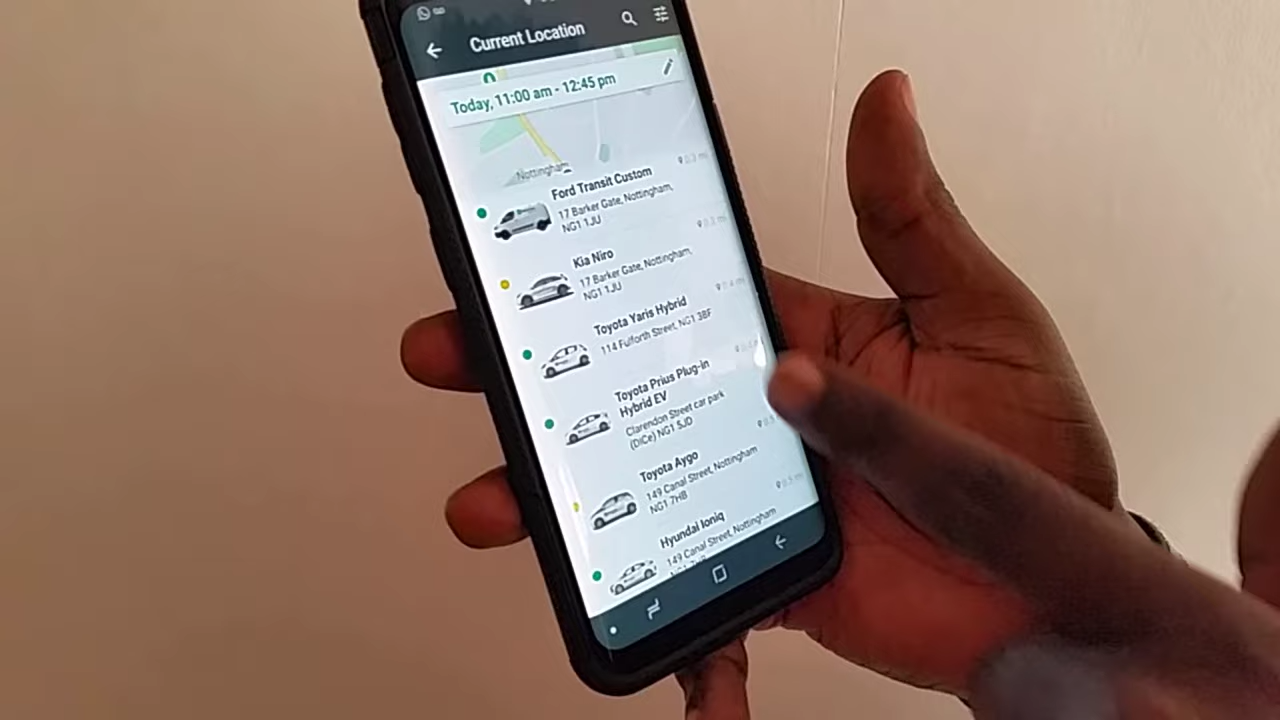 Current Location
Today, 11:00 am - 12:45 pm
Nottingham
0.3 mi
Ford Transit Custom
17 Barker Gate, Nottingham,
NG1 1JU
Kia Niro
17 Barker Gate, Nottingham,
NG1 1JU
Toyota Yaris Hybrid
114 Fulforth Street, NG1 3BF
Toyota Prius Plug-in
Hybrid EV
Clarendon Street car park
(DICe) NG1 5JD
Toyota Aygo
149 Canal Street, Nottingham
NG1 7HB
Hyundai Ioniq
149 Canal Street, Nottingham